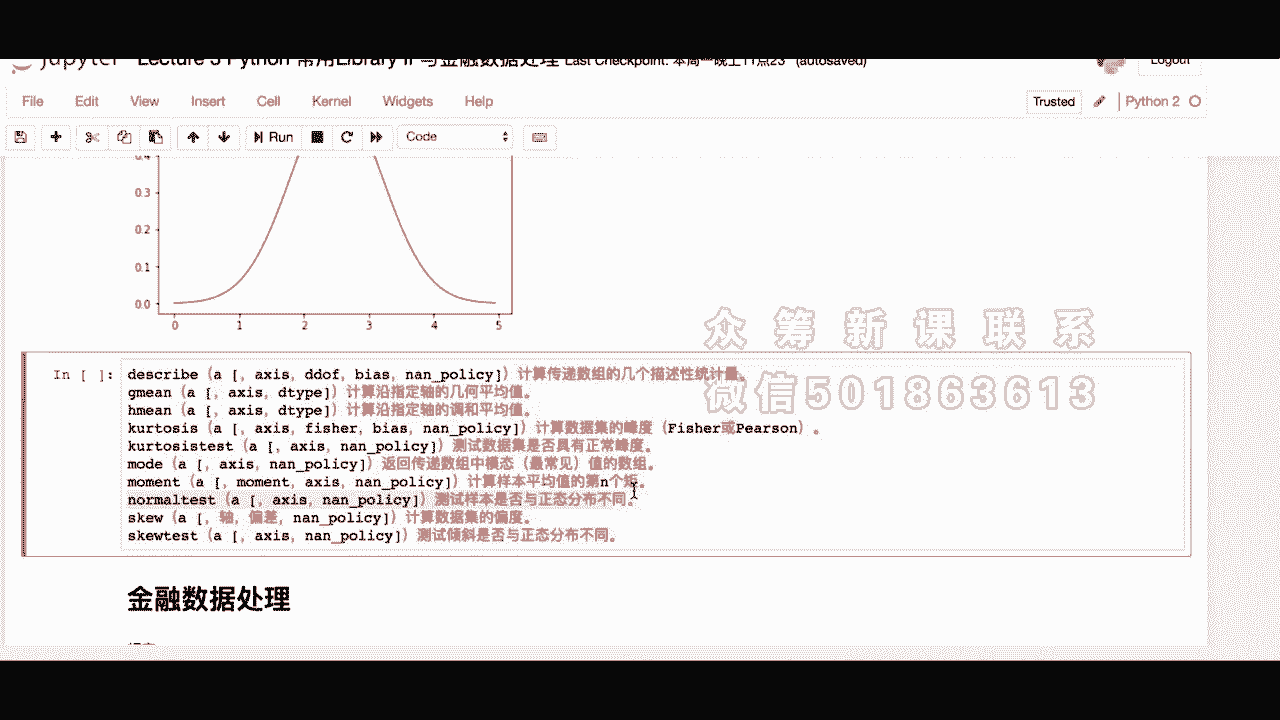 Jupyter Lecture 3 Python 常用Library II 与金融数据处理 Last Checkpoint: 本周一晚上11点23 (autosaved)
Logout
File Edit View Insert Cell Kernel Widgets Help
Trusted
Python 2
Run
Code
0.4
0.3
0.2
0.1
0.0
0 1 2 3 4 5
众筹新课联系
微信501863613
In [ ]:
describe (a [, axis, ddof, bias, nan_policy]) 计算传递数组的几个描述性统计量。
gmean (a [, axis, dtype]) 计算沿指定轴的几何平均值。
hmean (a [, axis, dtype]) 计算沿指定轴的调和平均值。
kurtosis (a [, axis, fisher, bias, nan_policy]) 计算数据集的峰度 (Fisher或Pearson) 。
kurtosistest (a [, axis, nan_policy]) 测试数据集是否具有正常峰度。
mode (a [, axis, nan_policy]) 返回传递数组中模态 (最常见) 值的数组。
moment (a [, moment, axis, nan_policy]) 计算样本平均值的第n个矩。
normaltest (a [, axis, nan_policy]) 测试样本是否与正态分布不同。
skew (a [, 轴, 偏差, nan_policy]) 计算数据集的偏度。
skewtest (a [, axis, nan_policy]) 测试倾斜是否与正态分布不同。
金融数据处理